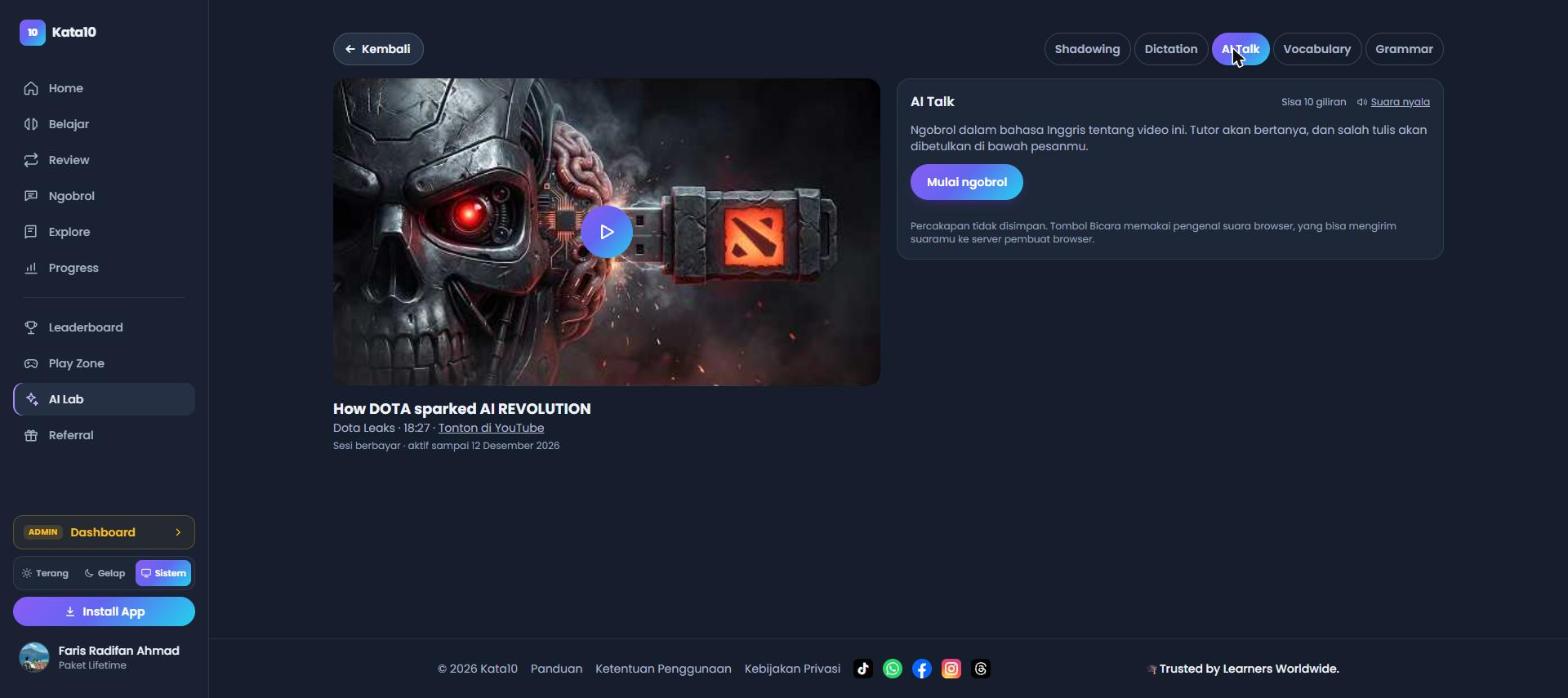 10 Kata10
Home
Belajar
Review
Ngobrol
Explore
Progress
Leaderboard
Play Zone
AI Lab
Referral
ADMIN Dashboard
Terang Gelap Sistem
Install App
Faris Radifan Ahmad
Paket Lifetime
Kembali
Shadowing Dictation AI Talk Vocabulary Grammar
How DOTA sparked AI REVOLUTION
Dota Leaks · 18:27 · Tonton di YouTube
Sesi berbayar · aktif sampai 12 Desember 2026
AI Talk
Sisa 10 giliran Suara nyala
Ngobrol dalam bahasa Inggris tentang video ini. Tutor akan bertanya, dan salah tulis akan
dibetulkan di bawah pesanmu.
Mulai ngobrol
Percakapan tidak disimpan. Tombol Bicara memakai pengenal suara browser, yang bisa mengirim
suaramu ke server pembuat browser.
© 2026 Kata10 Panduan Ketentuan Penggunaan Kebijakan Privasi
Trusted by Learners Worldwide.